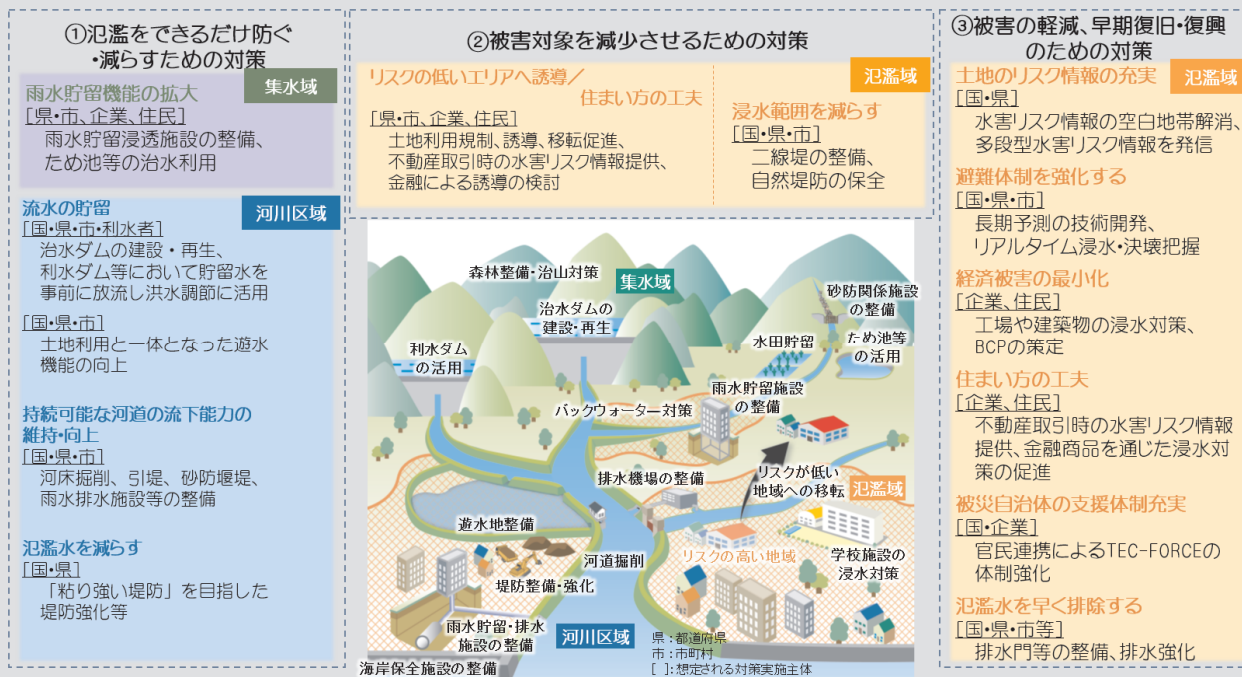 ①氾濫をできるだけ防ぐ
・減らすための対策
集水域
雨水貯留機能の拡大
[県・市、企業、住民]
雨水貯留浸透施設の整備、
ため池等の治水利用
河川区域
流水の貯留
[国・県・市・利水者]
治水ダムの建設・再生、
利水ダム等において貯留水を
事前に放流し洪水調節に活用
[国・県・市]
土地利用と一体となった遊水
機能の向上
持続可能な河道の流下能力の
維持・向上
[国・県・市]
河床掘削、引堤、砂防堰堤、
雨水排水施設等の整備
氾濫水を減らす
[国・県]
「粘り強い堤防」を目指した
堤防強化等
②被害対象を減少させるための対策
氾濫域
リスクの低いエリアへ誘導／
住まい方の工夫
[県・市、企業、住民]
土地利用規制、誘導、移転促進、
不動産取引時の水害リスク情報提供、
金融による誘導の検討
浸水範囲を減らす
[国・県・市]
二線堤の整備、
自然堤防の保全
森林整備・治山対策
集水域
治水ダムの
建設・再生
砂防関係施設
の整備
利水ダム
の活用
水田貯留
ため池等
の活用
雨水貯留施設
の整備
バックウォーター対策
排水機場の整備
リスクが低い
地域への移転
氾濫域
遊水地整備
河道掘削
リスクの高い地域
学校施設の
浸水対策
堤防整備・強化
雨水貯留・排水
施設の整備
河川区域
海岸保全施設の整備
県：都道府県
市：市町村
[ ]:想定される対策実施主体
③被害の軽減、早期復旧・復興
のための対策
氾濫域
土地のリスク情報の充実
[国・県]
水害リスク情報の空白地帯解消、
多段型水害リスク情報を発信
避難体制を強化する
[国・県・市]
長期予測の技術開発、
リアルタイム浸水・決壊把握
経済被害の最小化
[企業、住民]
工場や建築物の浸水対策、
BCPの策定
住まい方の工夫
[企業、住民]
不動産取引時の水害リスク情報
提供、金融商品を通じた浸水対
策の促進
被災自治体の支援体制充実
[国・企業]
官民連携によるTEC-FORCEの
体制強化
氾濫水を早く排除する
[国・県・市等]
排水門等の整備、排水強化